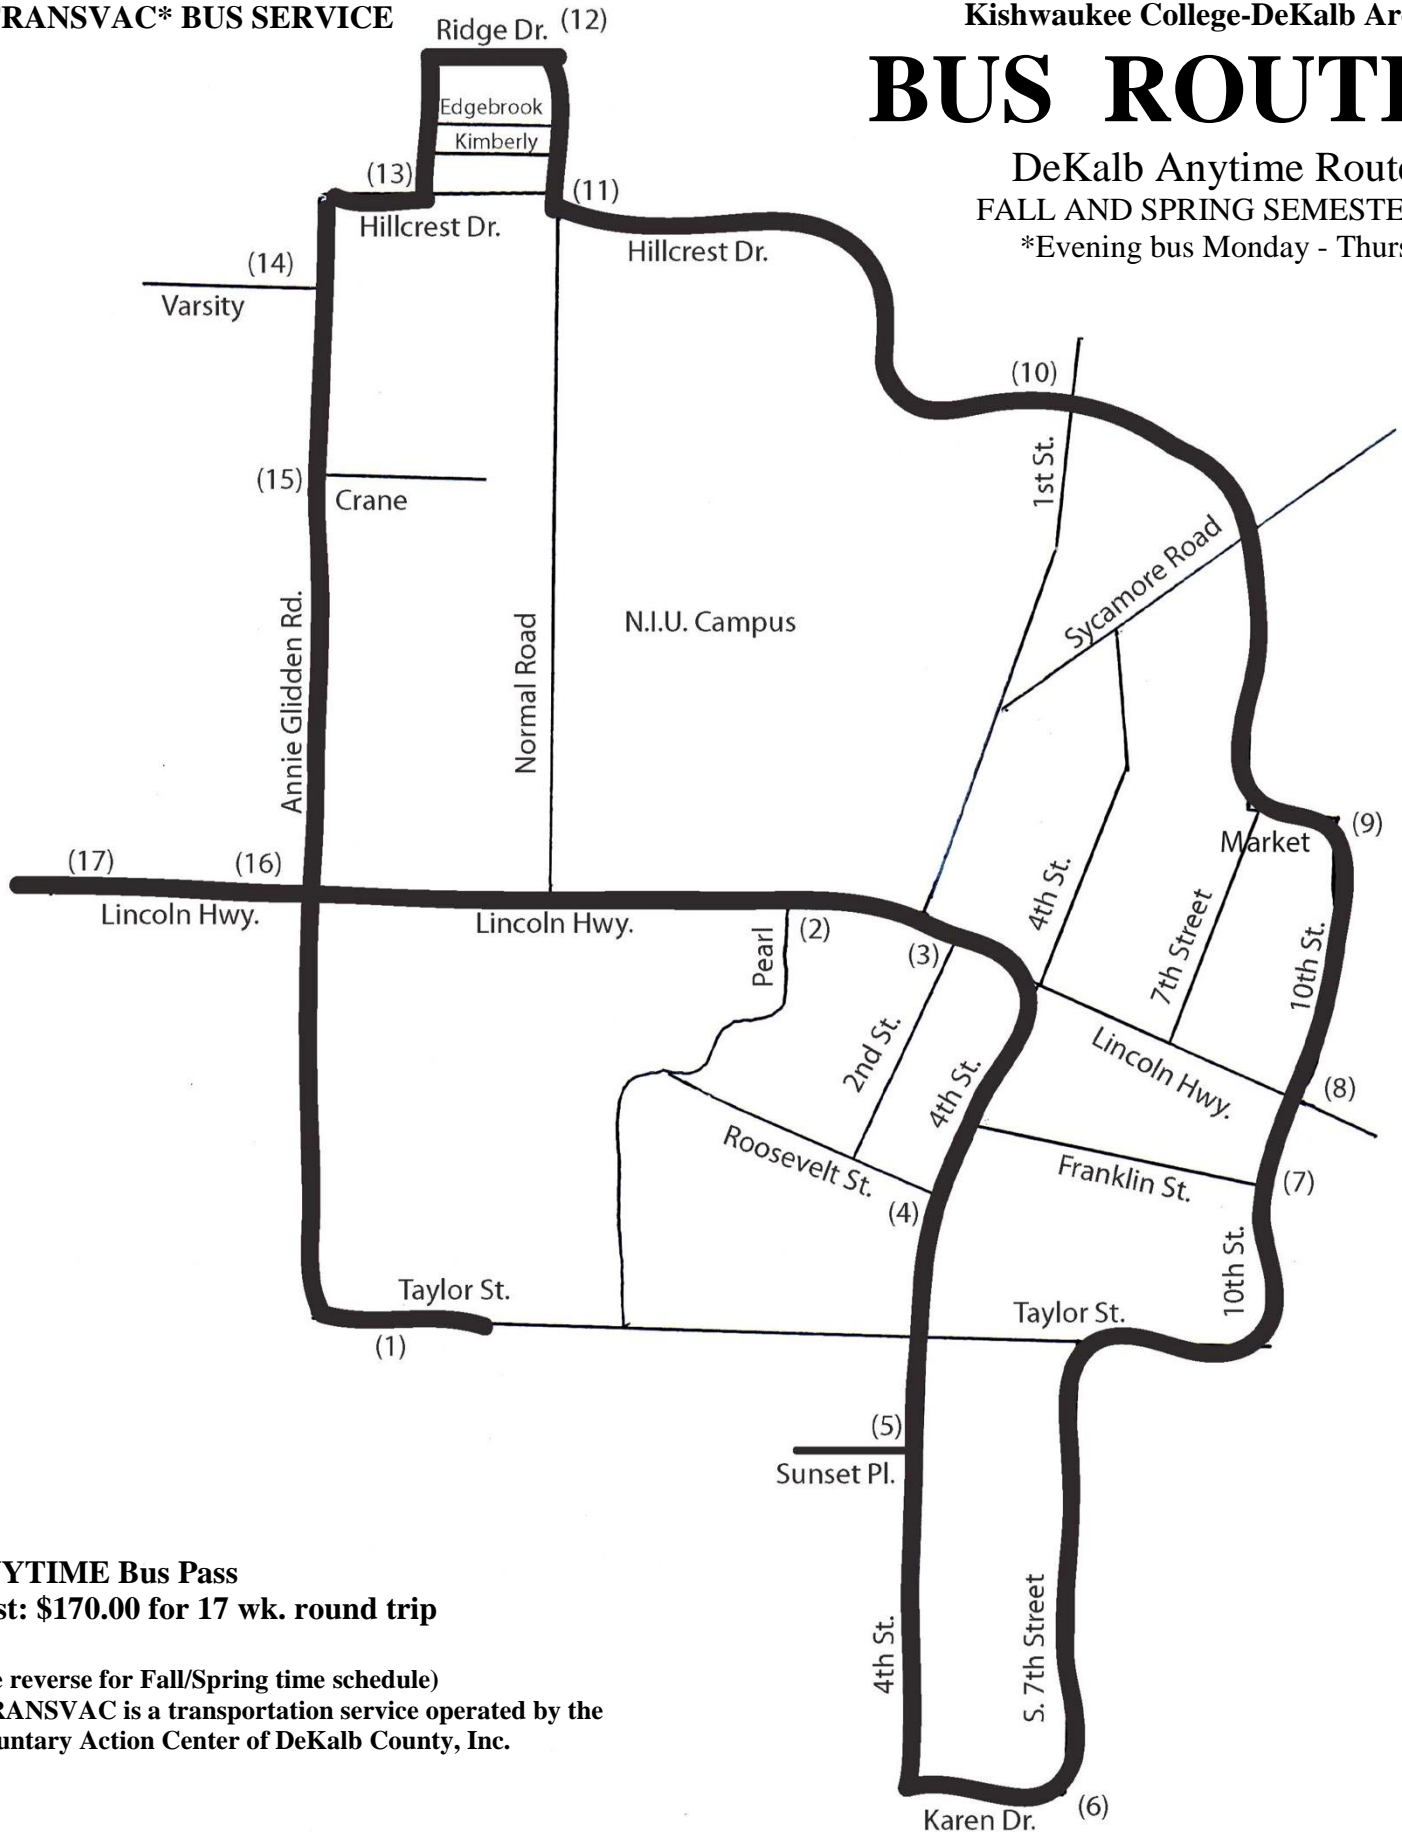 RANSVAC* BUS SERVICE
Kishwaukee College-DeKalb Ar
BUS ROUT
DeKalb Anytime Rout
FALL AND SPRING SEMESTE
*Evening bus Monday - Thurs
Ridge Dr. (12)
Edgebrook
Kimberly
(13)
(11)
Hillcrest Dr.
Hillcrest Dr.
(14)
Varsity
(10)
1st St.
(15)
Crane
Sycamore Road
Annie Glidden Rd.
Normal Road
N.I.U. Campus
(9)
Market
(17)
(16)
4th St.
7th Street
10th St.
Lincoln Hwy.
Lincoln Hwy.
Pearl
(2)
(3)
2nd St.
4th St.
Lincoln Hwy.
(8)
Roosevelt St.
Franklin St.
(7)
(4)
10th St.
Taylor St.
Taylor St.
(1)
(5)
Sunset Pl.
YTIME Bus Pass
st: $170.00 for 17 wk. round trip
4th St.
S. 7th Street
e reverse for Fall/Spring time schedule)
RANSVAC is a transportation service operated by the
untary Action Center of DeKalb County, Inc.
Karen Dr.
(6)